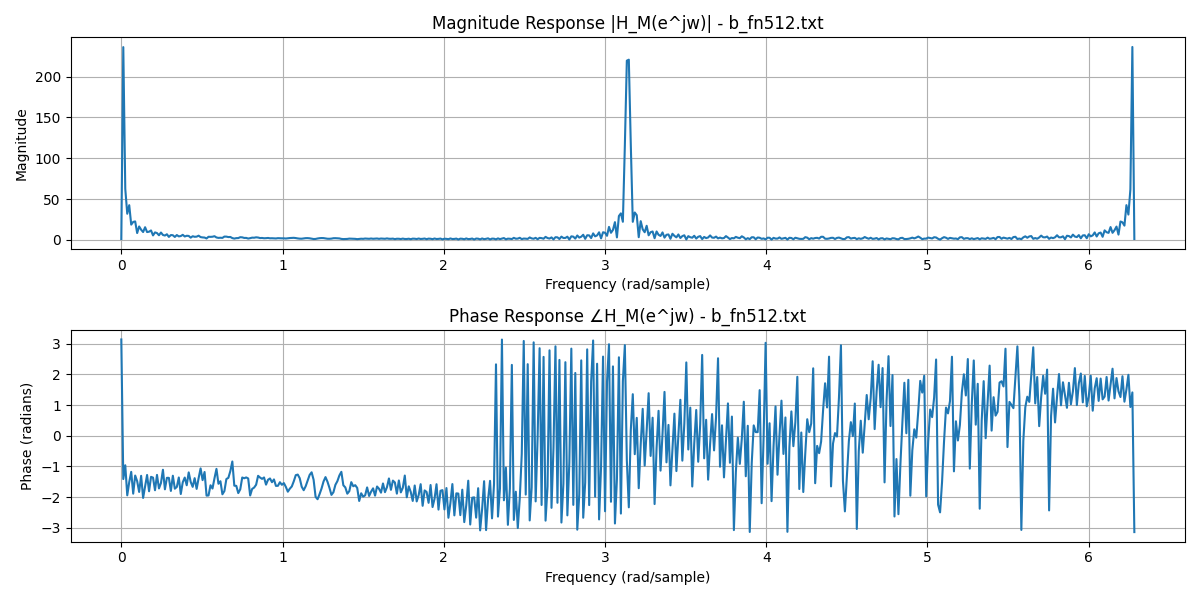 Magnitude Response |H_M(e^jw)| - b_fn512.txt
200
150
100
50
0
Magnitude
0 1 2 3 4 5 6
Frequency (rad/sample)
Phase Response ∠H_M(e^jw) - b_fn512.txt
3
2
1
0
−1
−2
−3
Phase (radians)
0 1 2 3 4 5 6
Frequency (rad/sample)